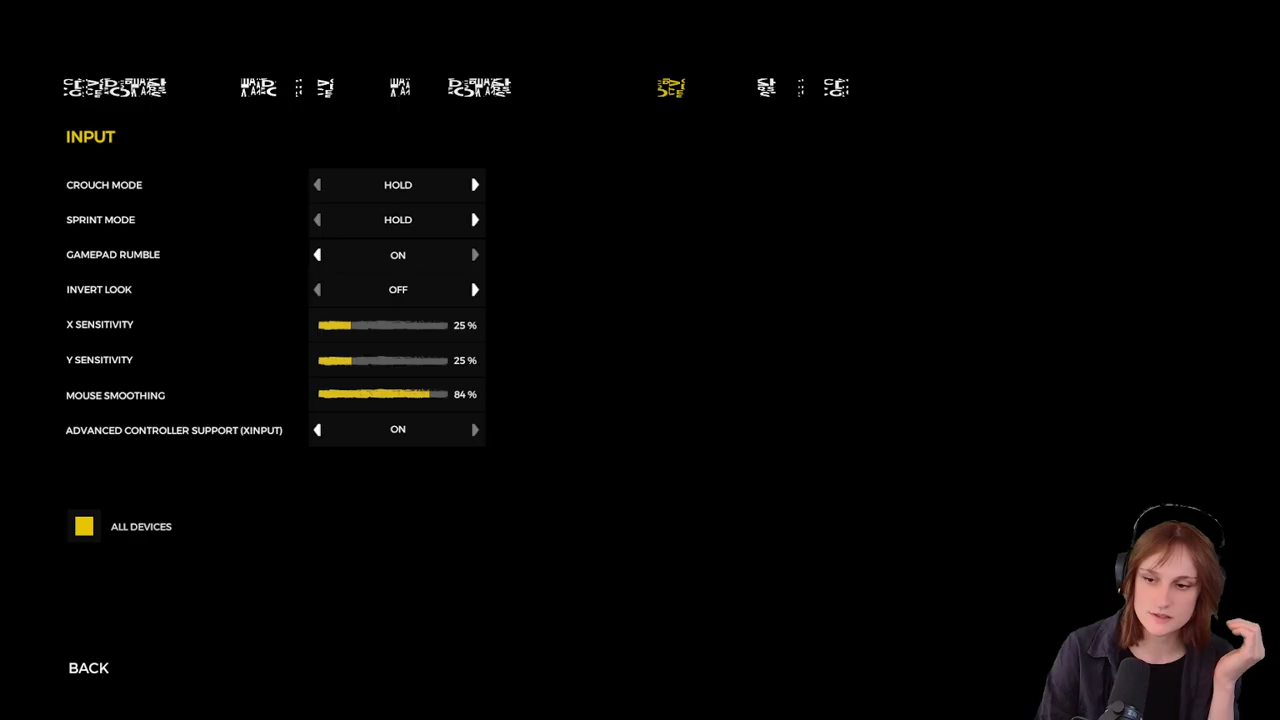 INPUT
CROUCH MODE HOLD
SPRINT MODE HOLD
GAMEPAD RUMBLE ON
INVERT LOOK OFF
X SENSITIVITY 25 %
Y SENSITIVITY 25 %
MOUSE SMOOTHING 84 %
ADVANCED CONTROLLER SUPPORT (XINPUT) ON
ALL DEVICES
BACK